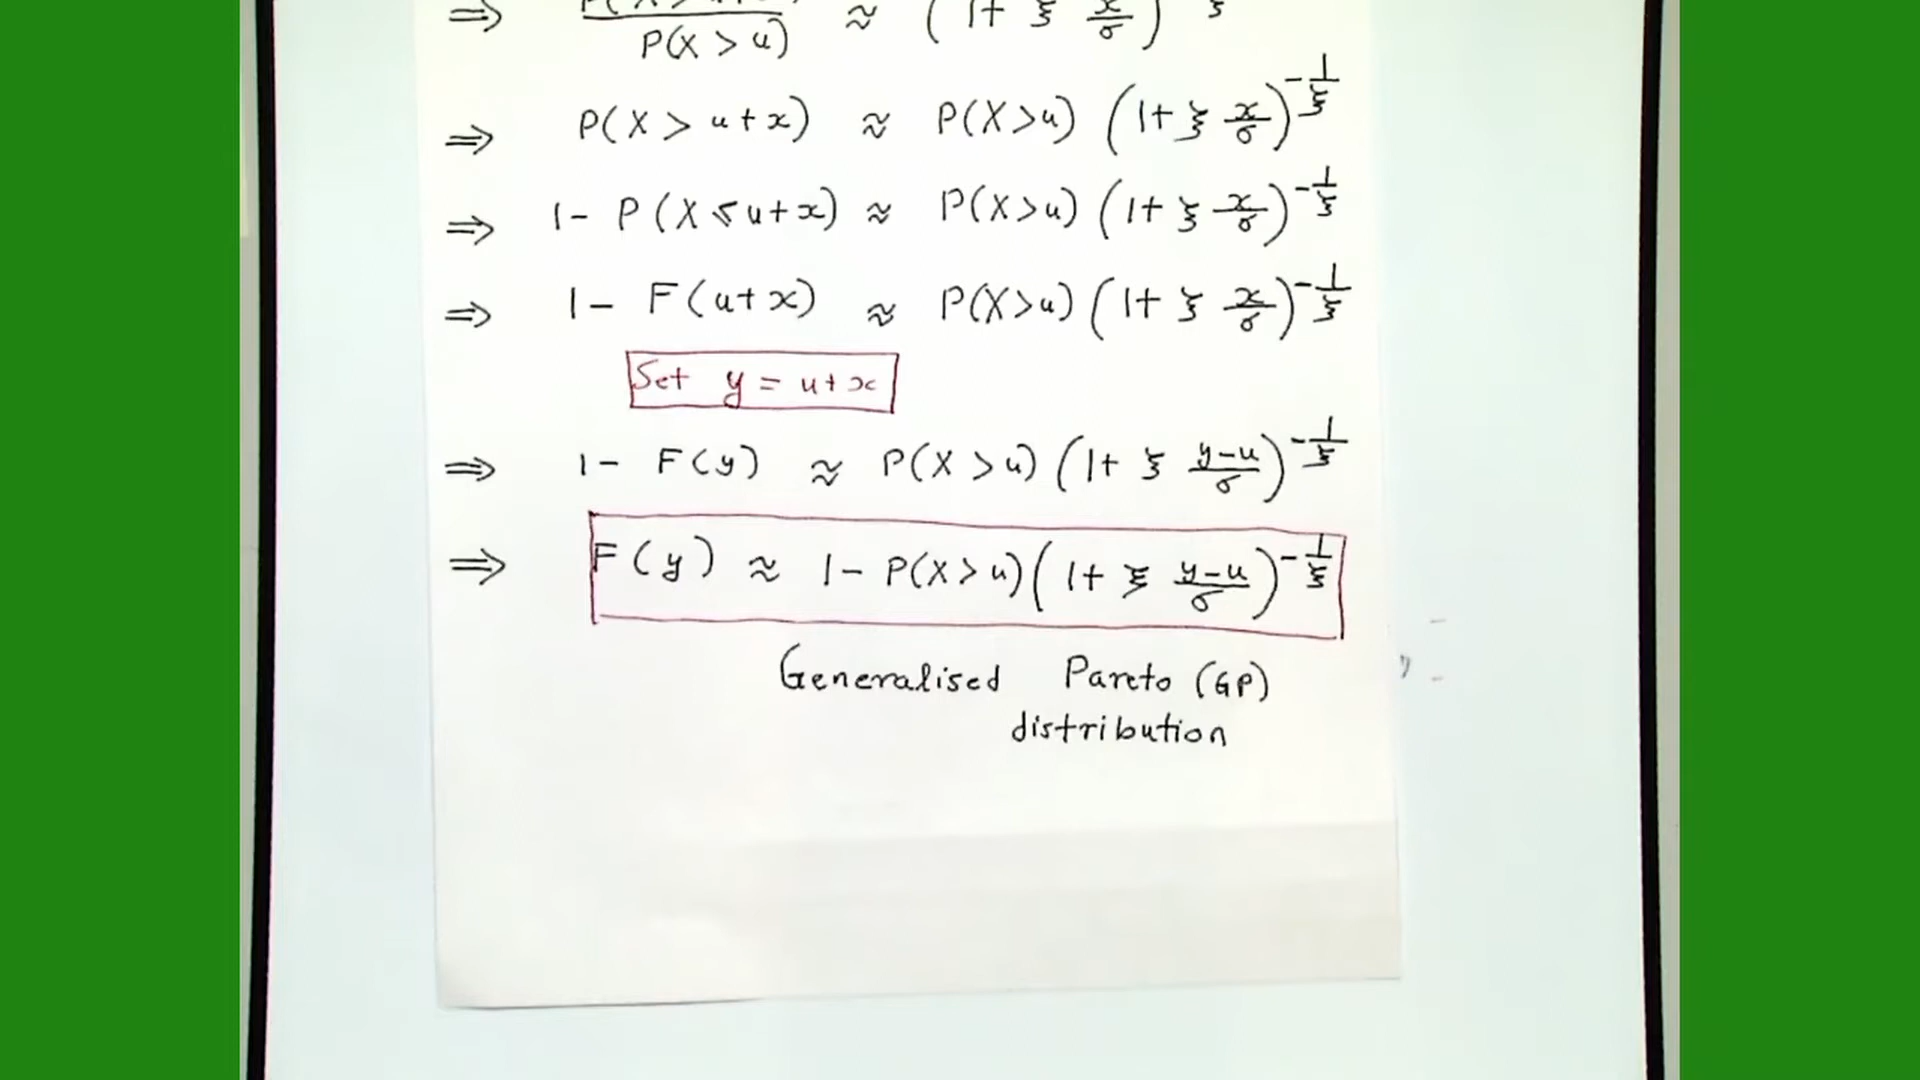 ⇒ P(X > u) ≈ (1+ ξ x/σ) ξ
⇒ P(X > u+x) ≈ P(X>u) (1+ ξ x/σ)^-1/ξ
⇒ 1- P(X ≤ u+x) ≈ P(X>u) (1+ ξ x/σ)^-1/ξ
⇒ 1- F(u+x) ≈ P(X>u) (1+ ξ x/σ)^-1/ξ
Set y = u+x
⇒ 1- F(y) ≈ P(X>u) (1+ ξ y-u/σ)^-1/ξ
⇒ F(y) ≈ 1- P(X>u) (1+ ξ y-u/σ)^-1/ξ
Generalised Pareto (GP)
distribution